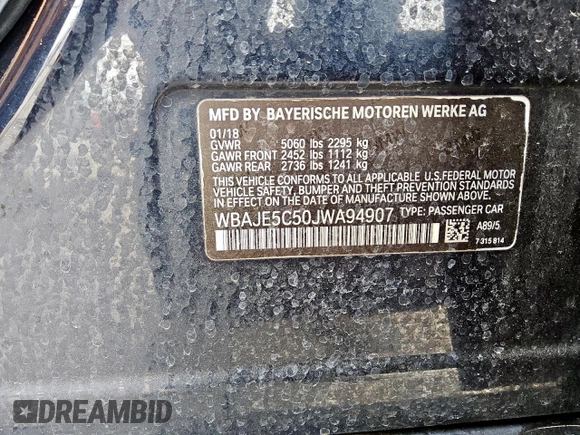 MFD BY BAYERISCHE MOTOREN WERKE AG
01/18
GVWR 5060 lbs 2295 kg
GAWR FRONT 2452 lbs 1112 kg
GAWR REAR 2736 lbs 1241 kg
THIS VEHICLE CONFORMS TO ALL APPLICABLE U.S.FEDERAL MOTOR
VEHICLE SAFETY, BUMPER AND THEFT PREVENTION STANDARDS
IN EFFECT ON THE DATE OF MANUFACTURE SHOWN ABOVE.
WBAJE5C50JWA94907 TYPE: PASSENGER CAR
A89/5
7 315 814
DREAMBID